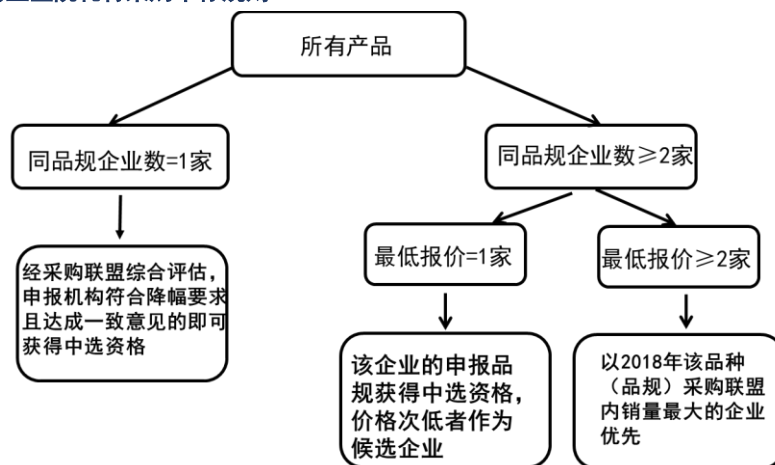 所有产品
同品规企业数=1家
同品规企业数≥2家
经采购联盟综合评估，
申报机构符合降幅要求
且达成一致意见的即可
获得中选资格
最低报价=1家
最低报价≥2家
该企业的申报品
规获得中选资格，
价格次低者作为
候选企业
以2018年该品种
（品规）采购联盟
内销量最大的企业
优先